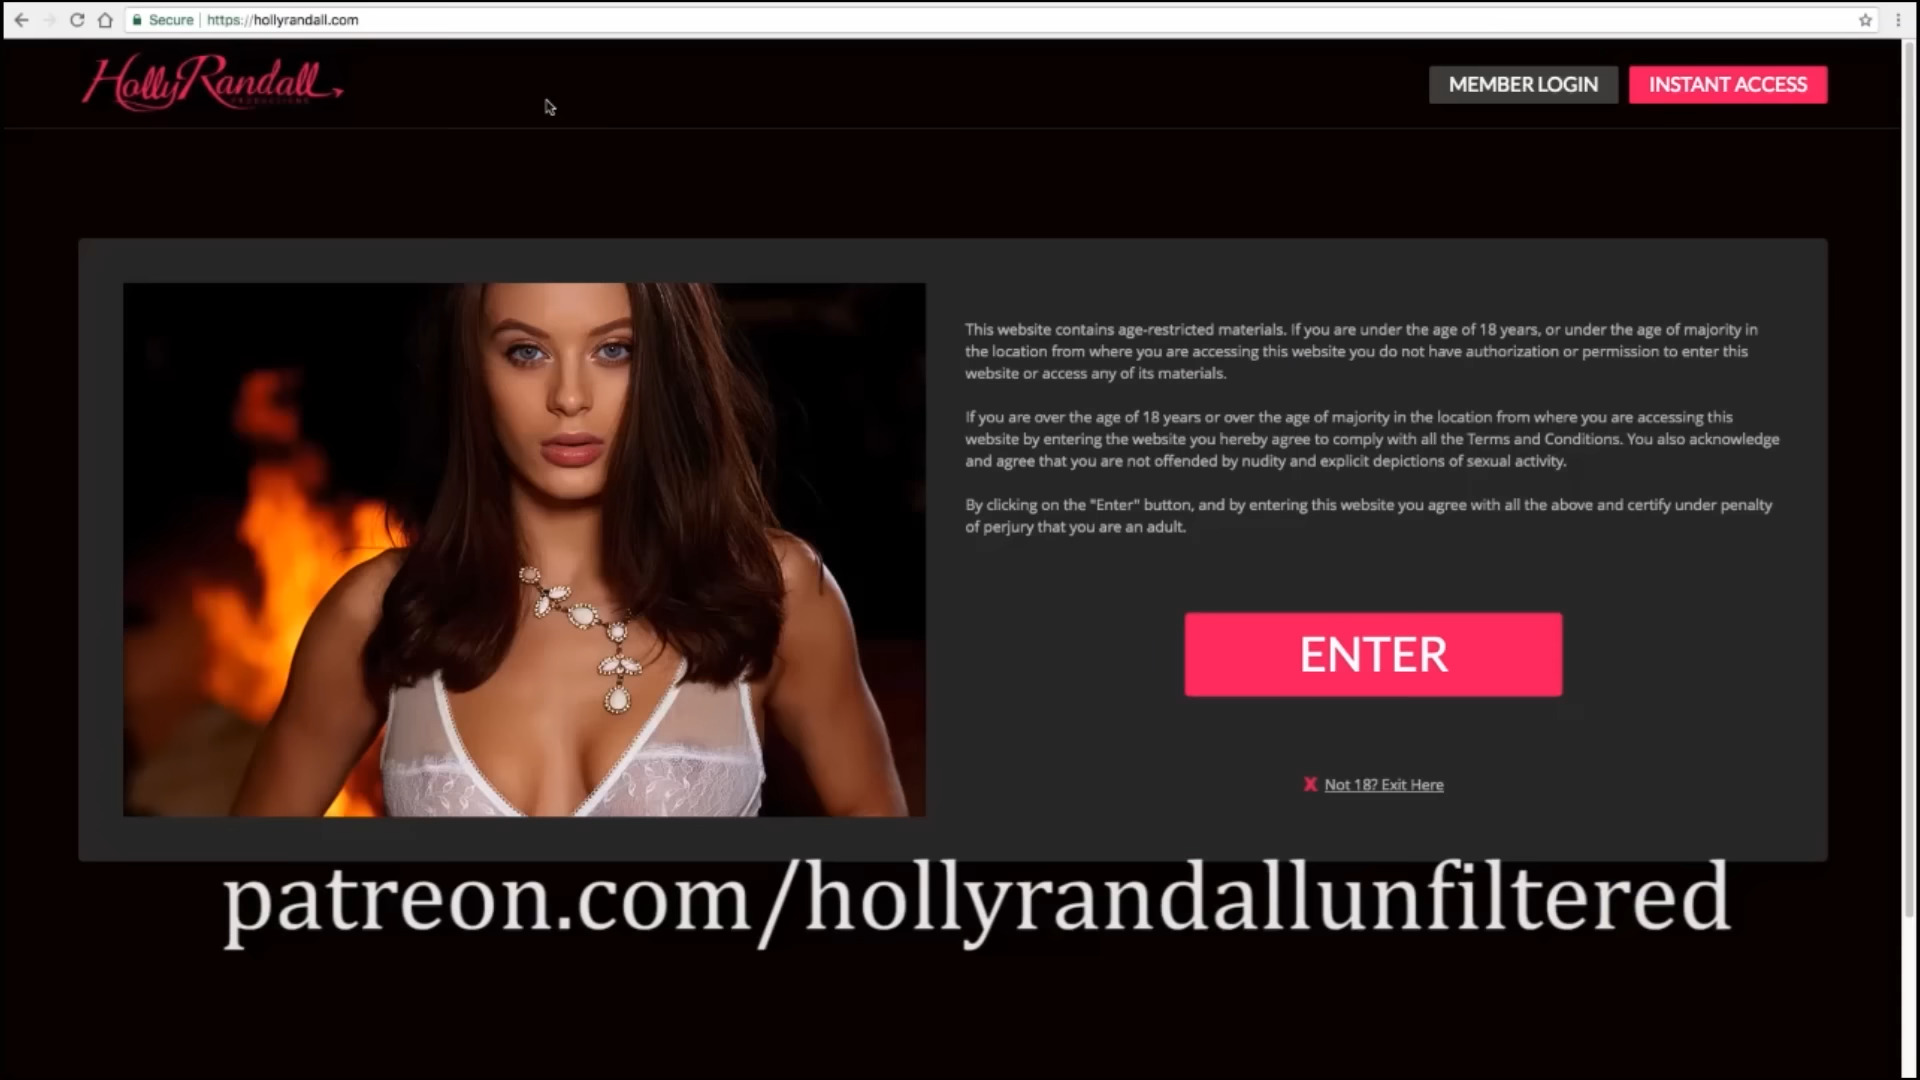 Secure | https://hollyrandall.com
Holly Randall
PRODUCTIONS
MEMBER LOGIN
INSTANT ACCESS
This website contains age-restricted materials. If you are under the age of 18 years, or under the age of majority in
the location from where you are accessing this website you do not have authorization or permission to enter this
website or access any of its materials.
If you are over the age of 18 years or over the age of majority in the location from where you are accessing this
website by entering the website you hereby agree to comply with all the Terms and Conditions. You also acknowledge
and agree that you are not offended by nudity and explicit depictions of sexual activity.
By clicking on the "Enter" button, and by entering this website you agree with all the above and certify under penalty
of perjury that you are an adult.
ENTER
X Not 18? Exit Here
patreon.com/hollyrandallunfiltered